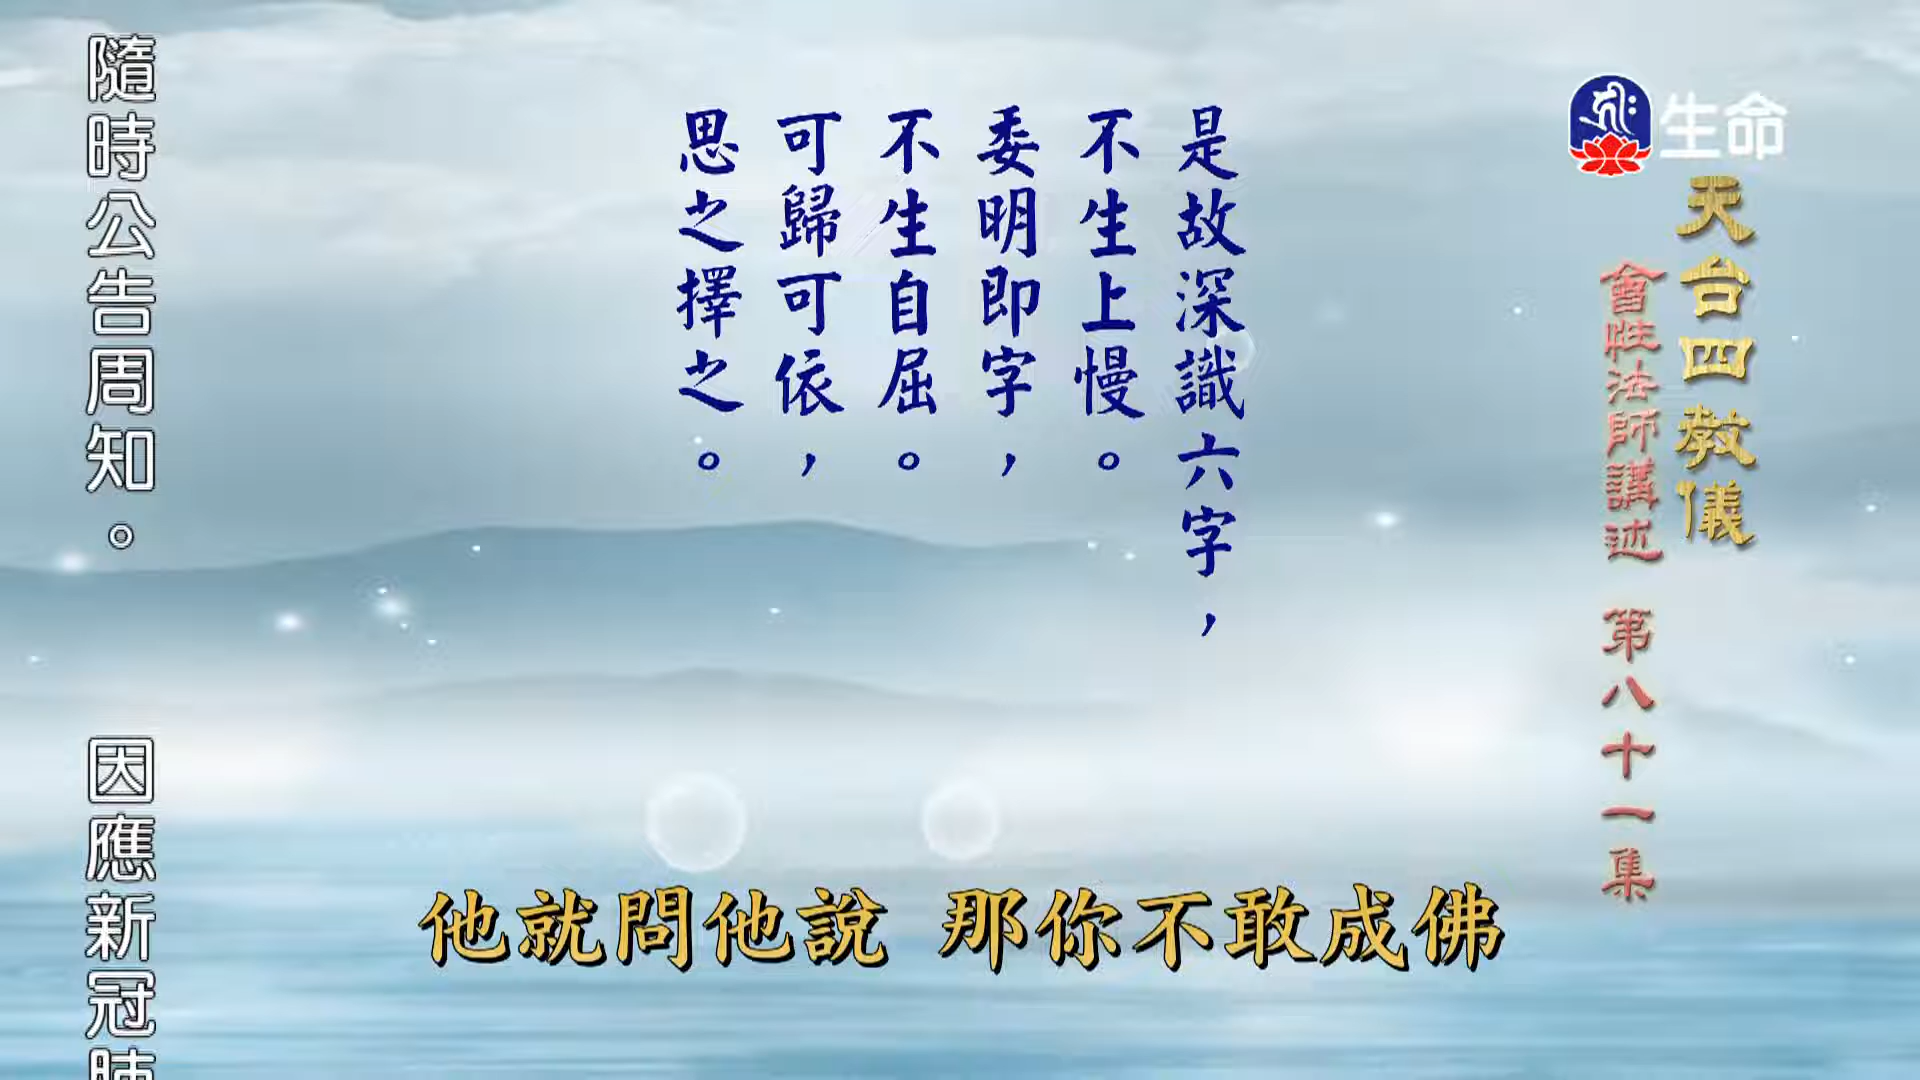 生命
天台四教儀
會性法師講述 第八十一集
是故深識六字，
不生上慢。
委明即字，
不生自屈。
可歸可依，
思之擇之。
隨時公告周知。
因應新冠肺
他就問他說 那你不敢成佛